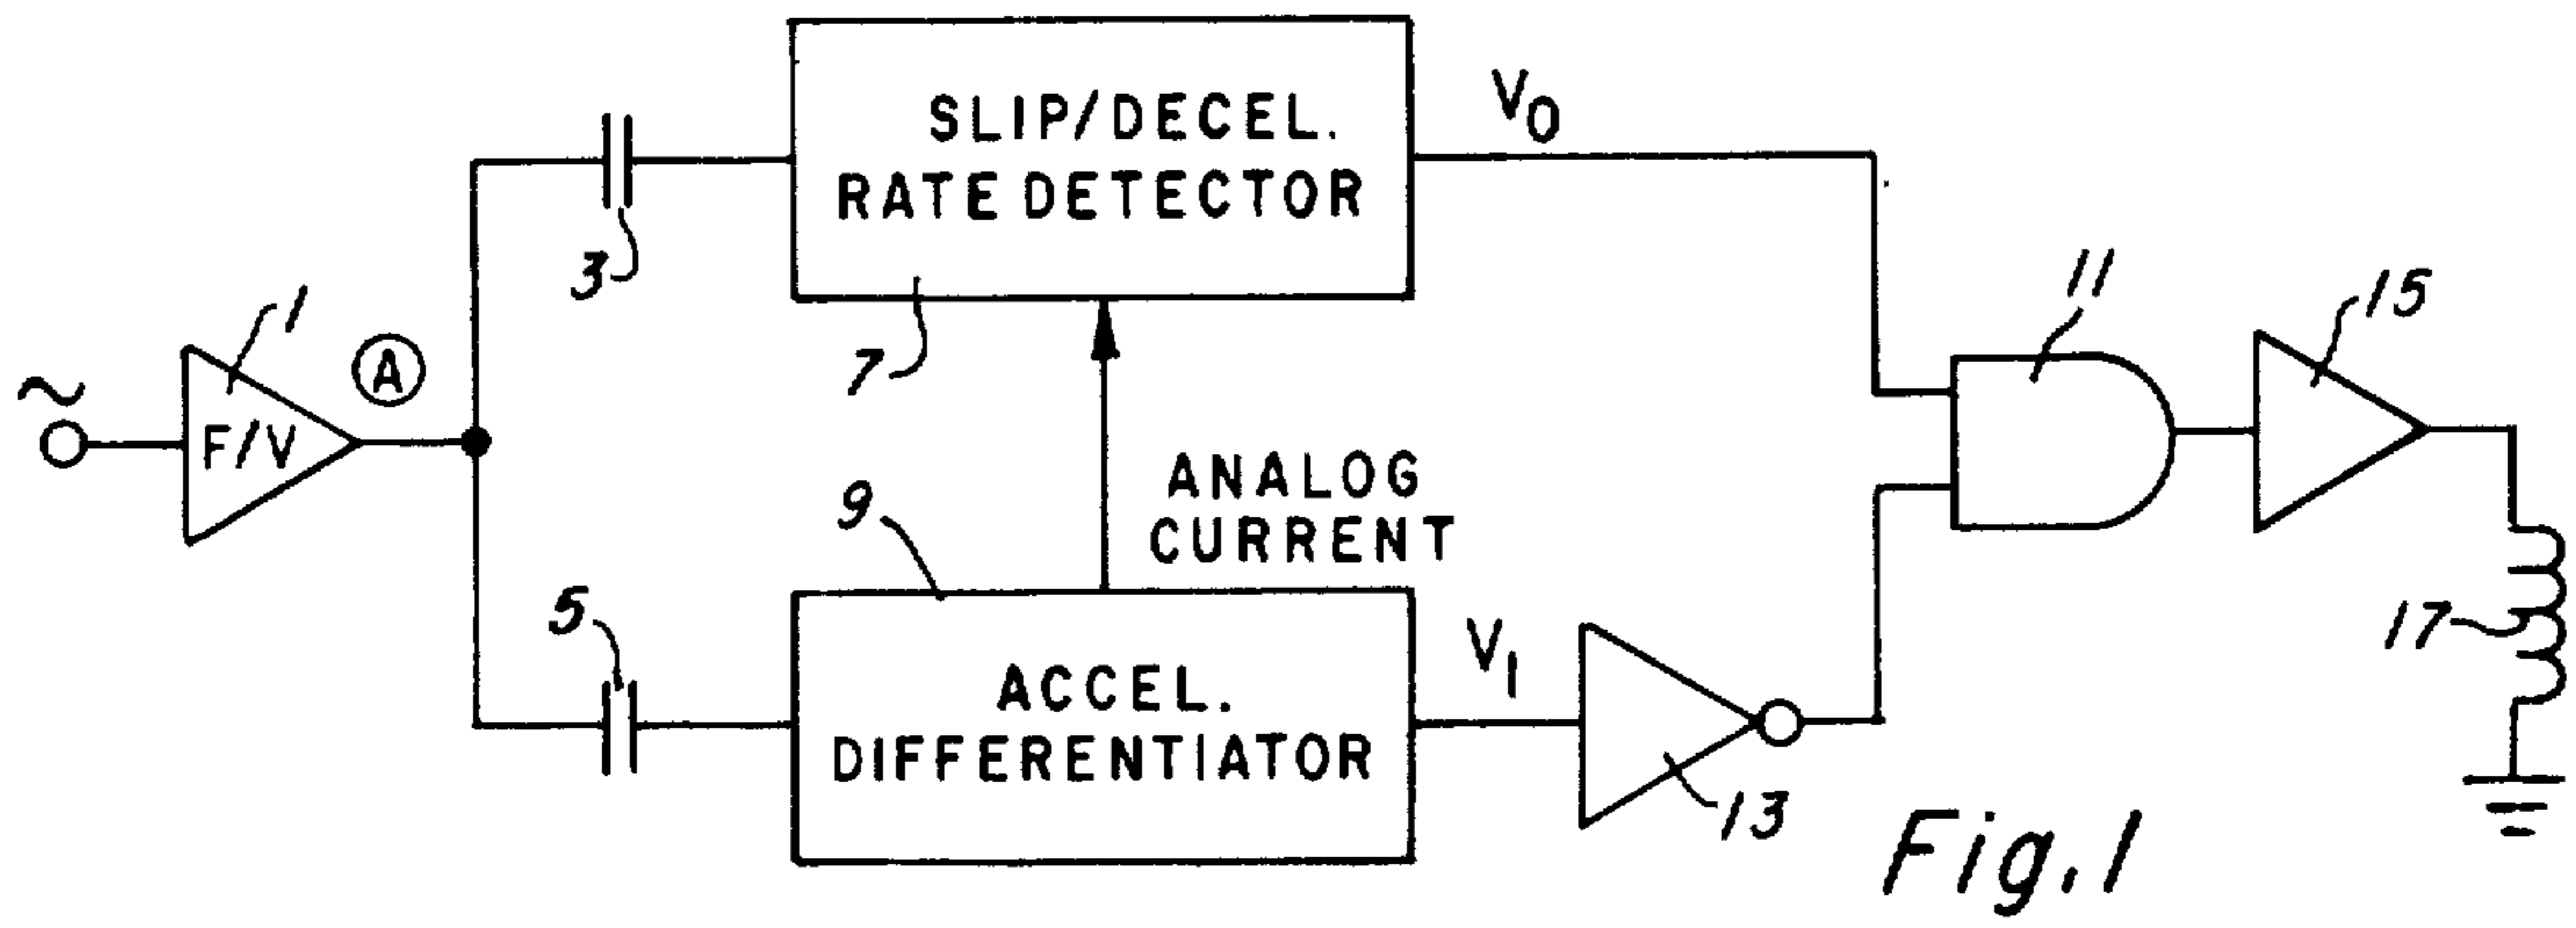 SLIP/DECEL.
RATE DETECTOR
V0
3
7
1
A
~
F/V
11
15
ANALOG
CURRENT
9
5
ACCEL.
DIFFERENTIATOR
V1
13
17
Fig. 1